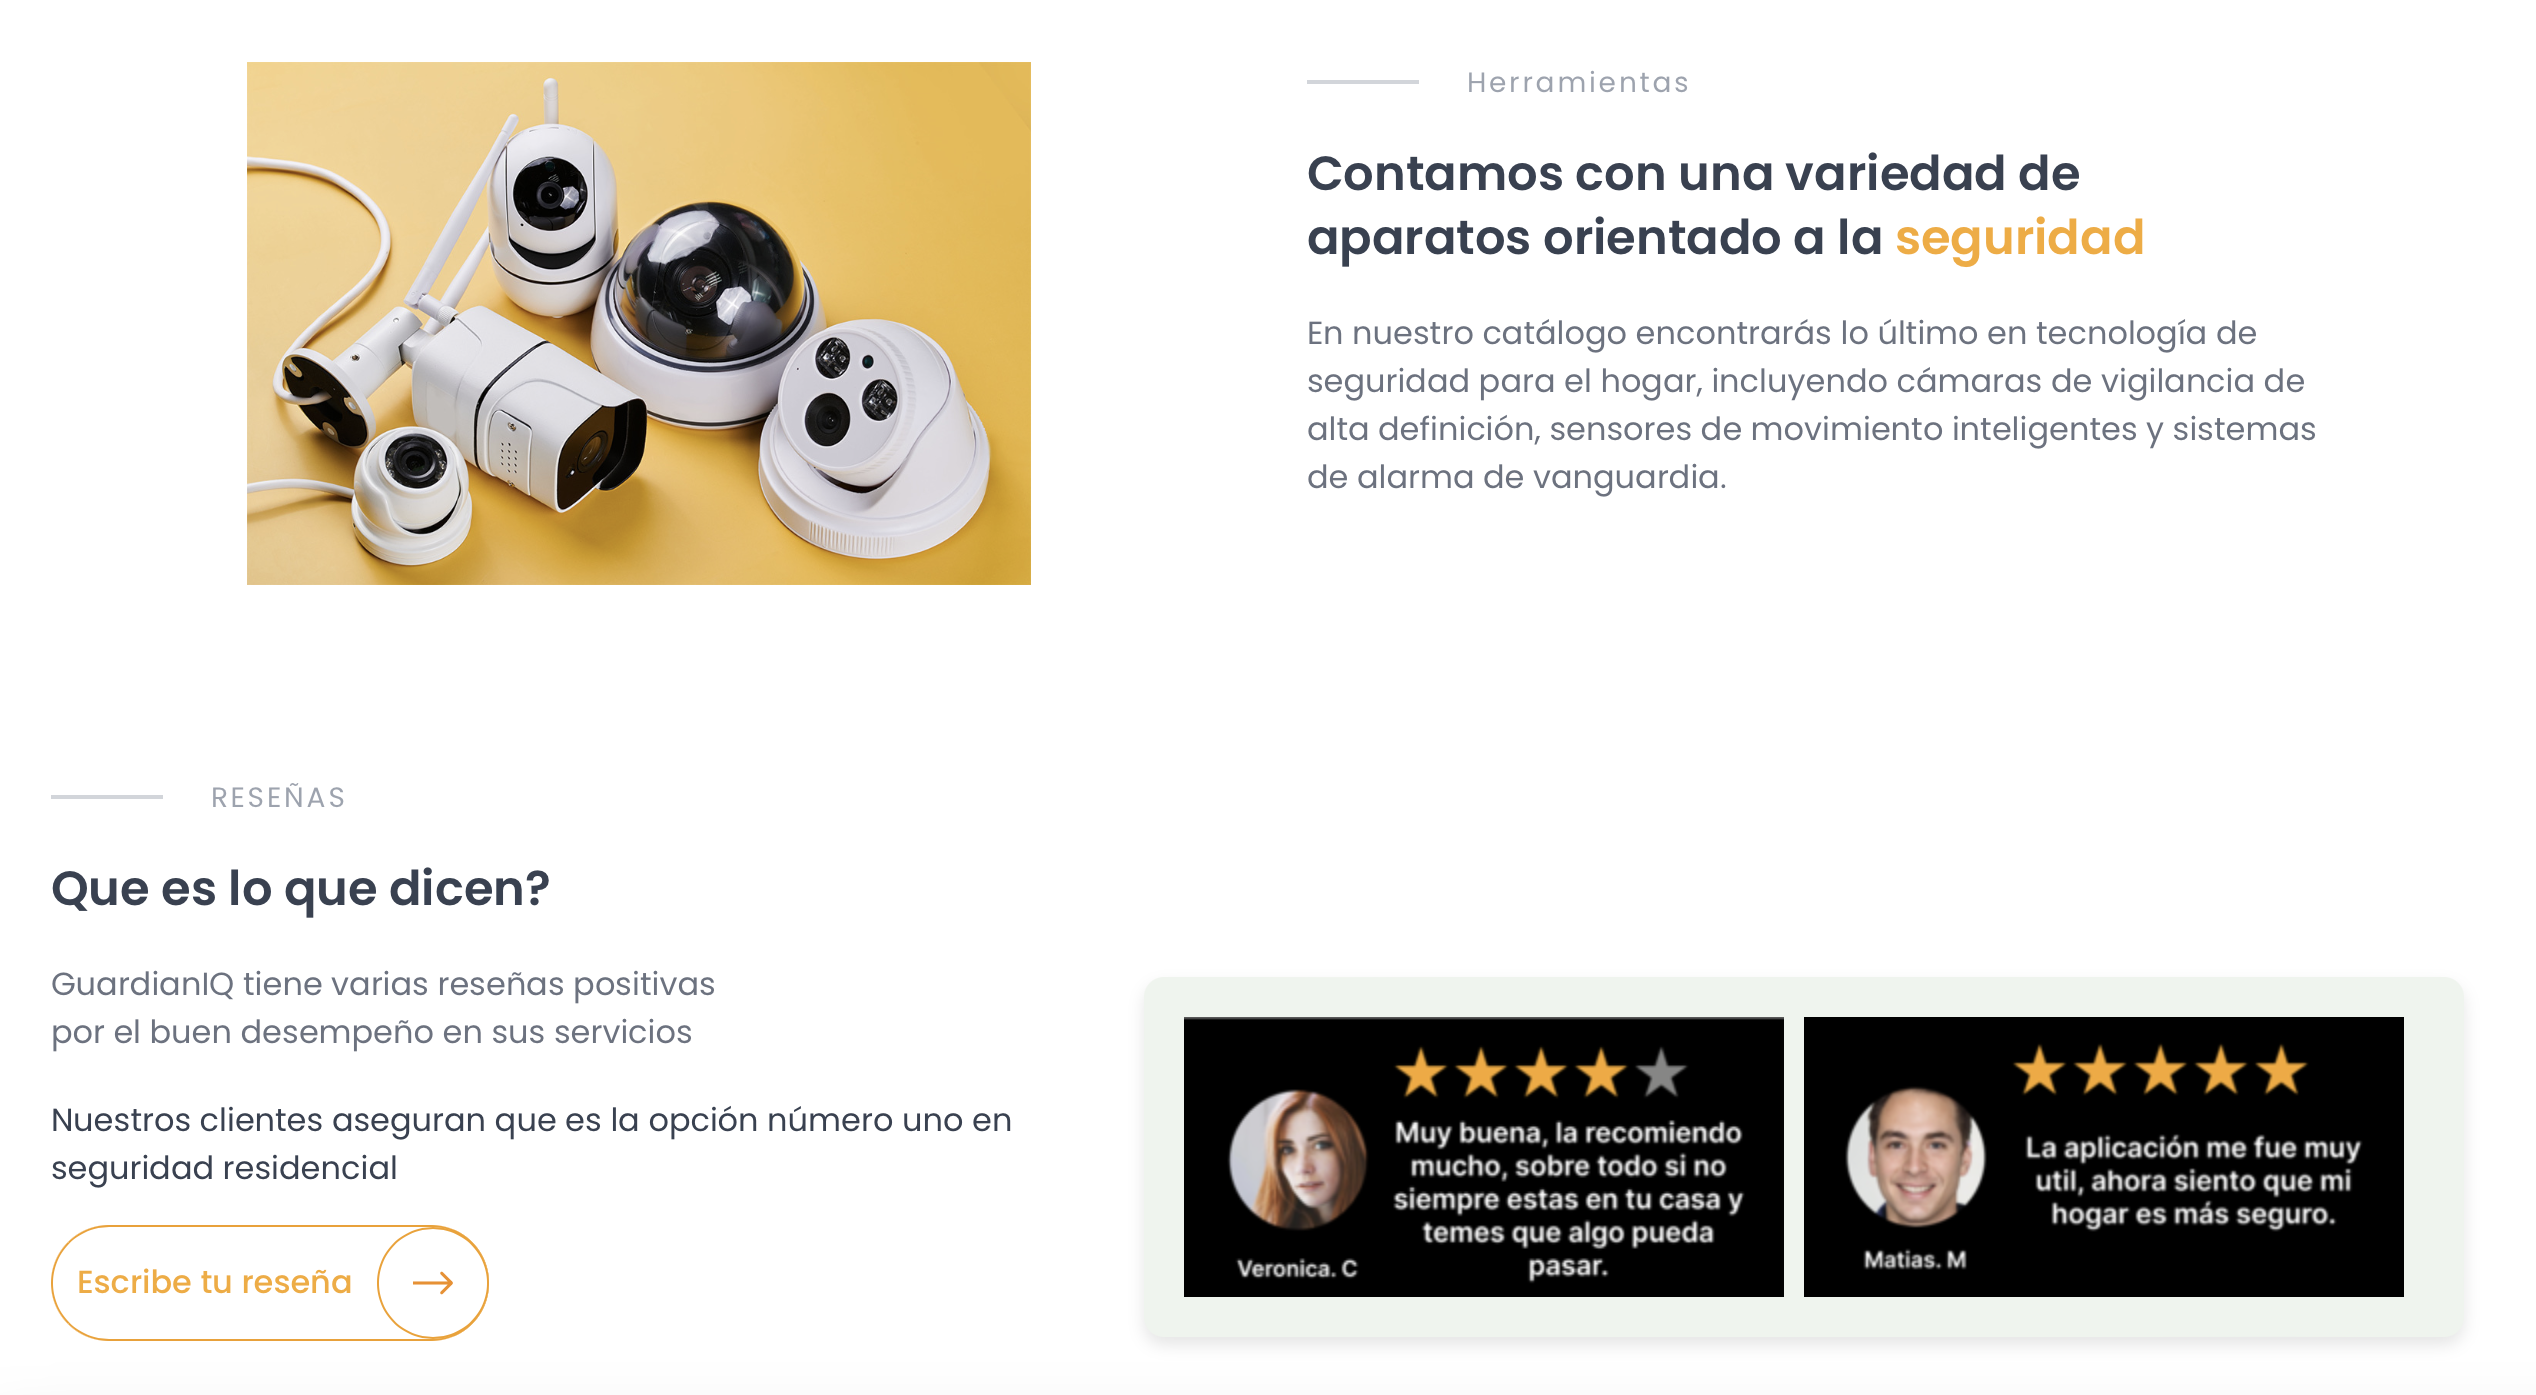 Herramientas
Contamos con una variedad de
aparatos orientado a la seguridad
En nuestro catálogo encontrarás lo último en tecnología de
seguridad para el hogar, incluyendo cámaras de vigilancia de
alta definición, sensores de movimiento inteligentes y sistemas
de alarma de vanguardia.
RESEÑAS
Que es lo que dicen?
GuardianIQ tiene varias reseñas positivas
por el buen desempeño en sus servicios
Nuestros clientes aseguran que es la opción número uno en
seguridad residencial
Escribe tu reseña
Muy buena, la recomiendo
mucho, sobre todo si no
siempre estas en tu casa y
temes que algo pueda
pasar.
Veronica. C
La aplicación me fue muy
util, ahora siento que mi
hogar es más seguro.
Matias. M